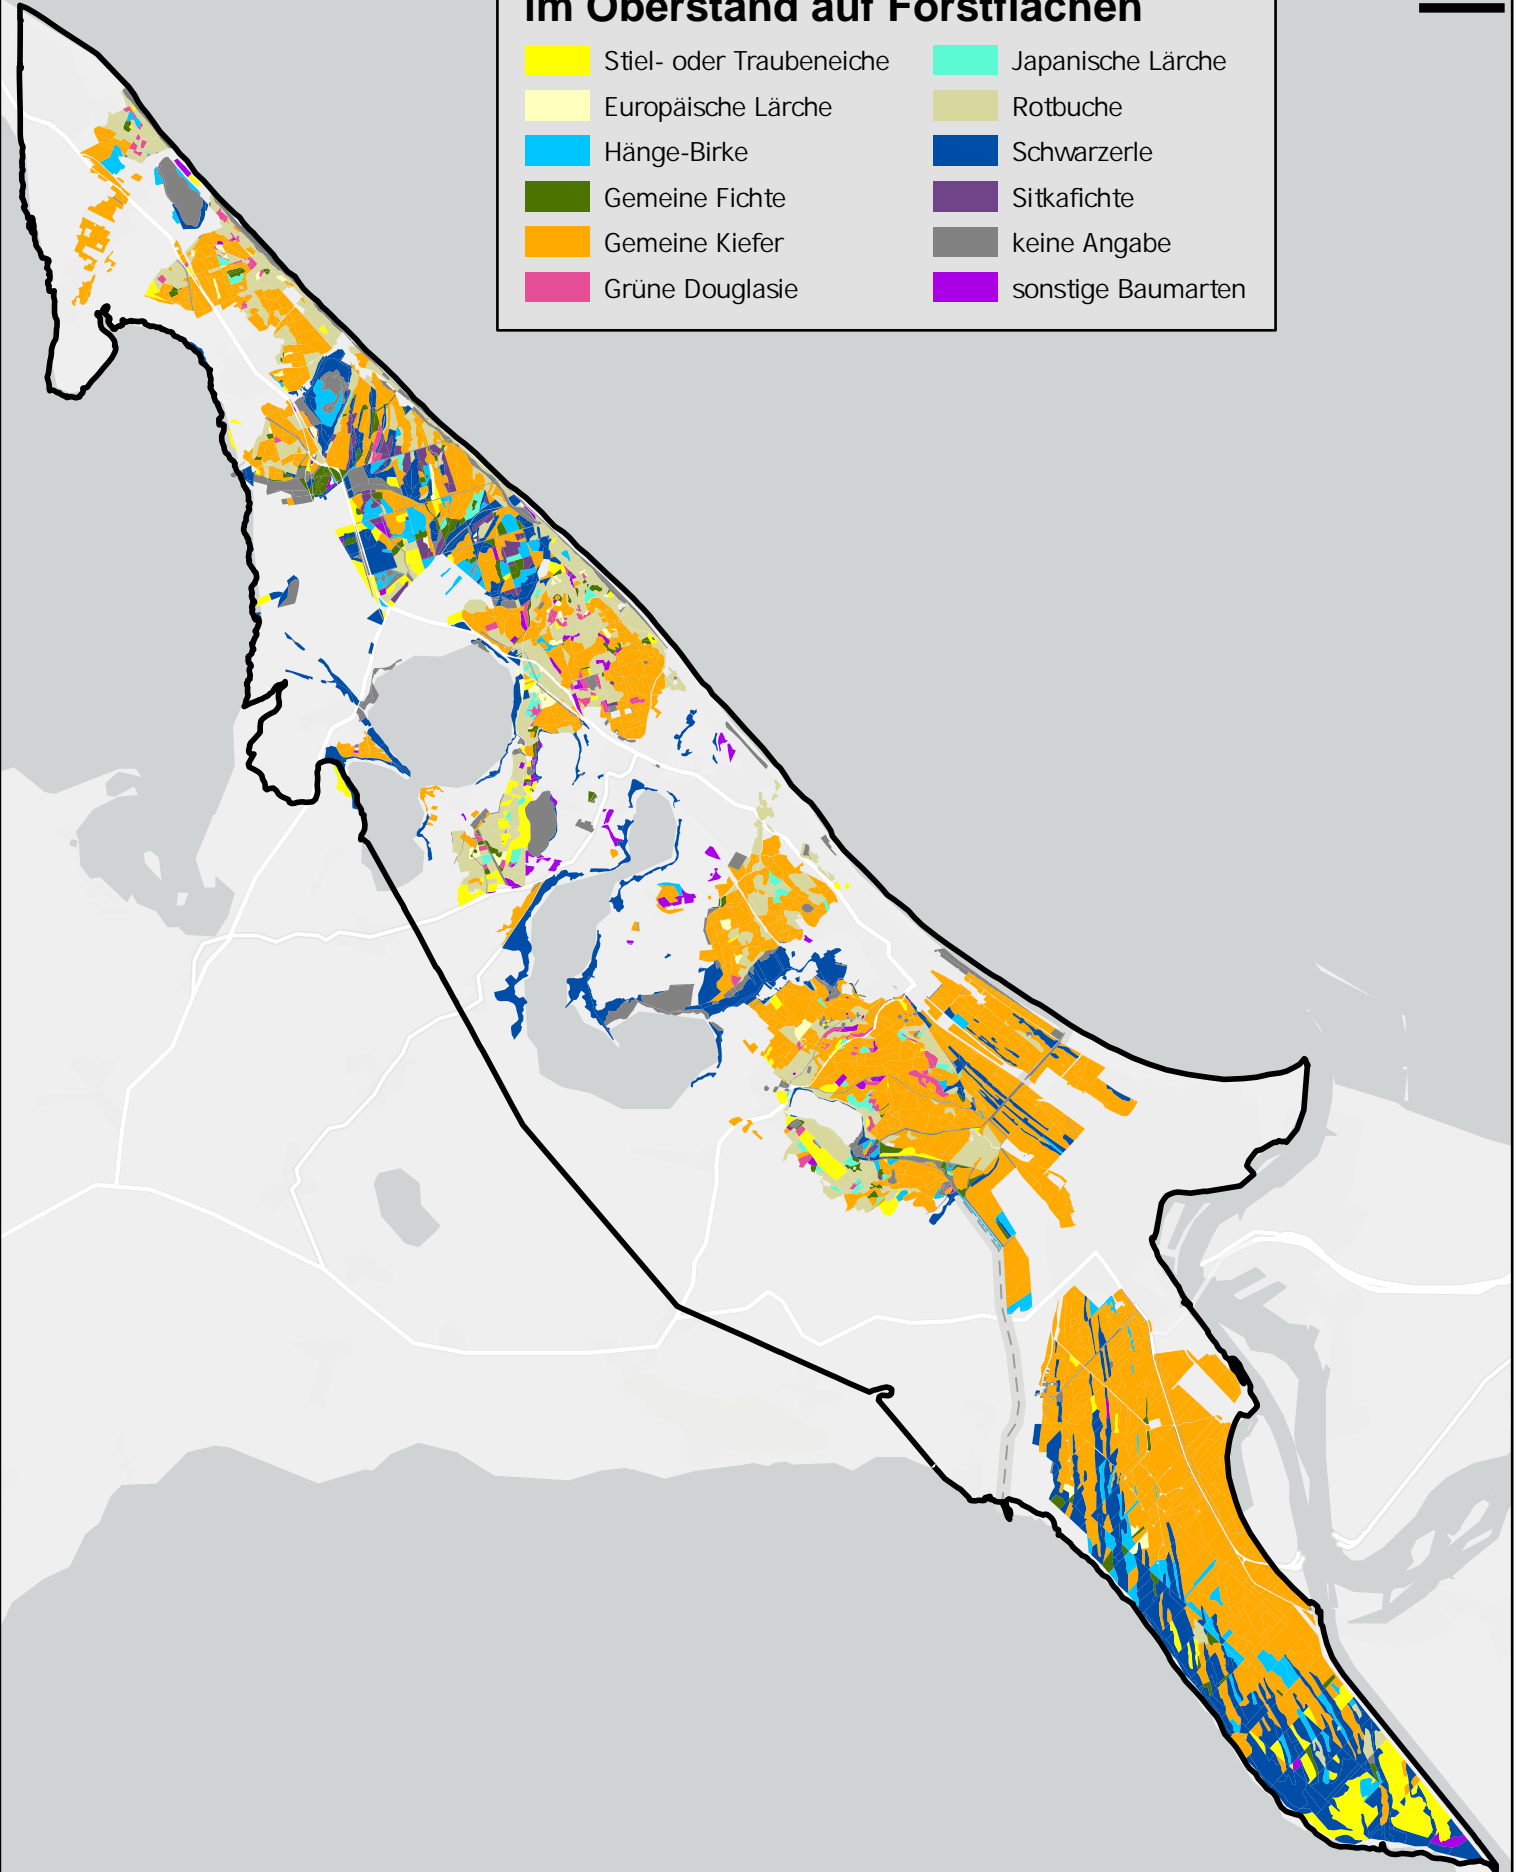 im Oberstand auf Forstflächen
Stiel- oder Traubeneiche
Europäische Lärche
Hänge-Birke
Gemeine Fichte
Gemeine Kiefer
Grüne Douglasie
Japanische Lärche
Rotbuche
Schwarzerle
Sitkafichte
keine Angabe
sonstige Baumarten